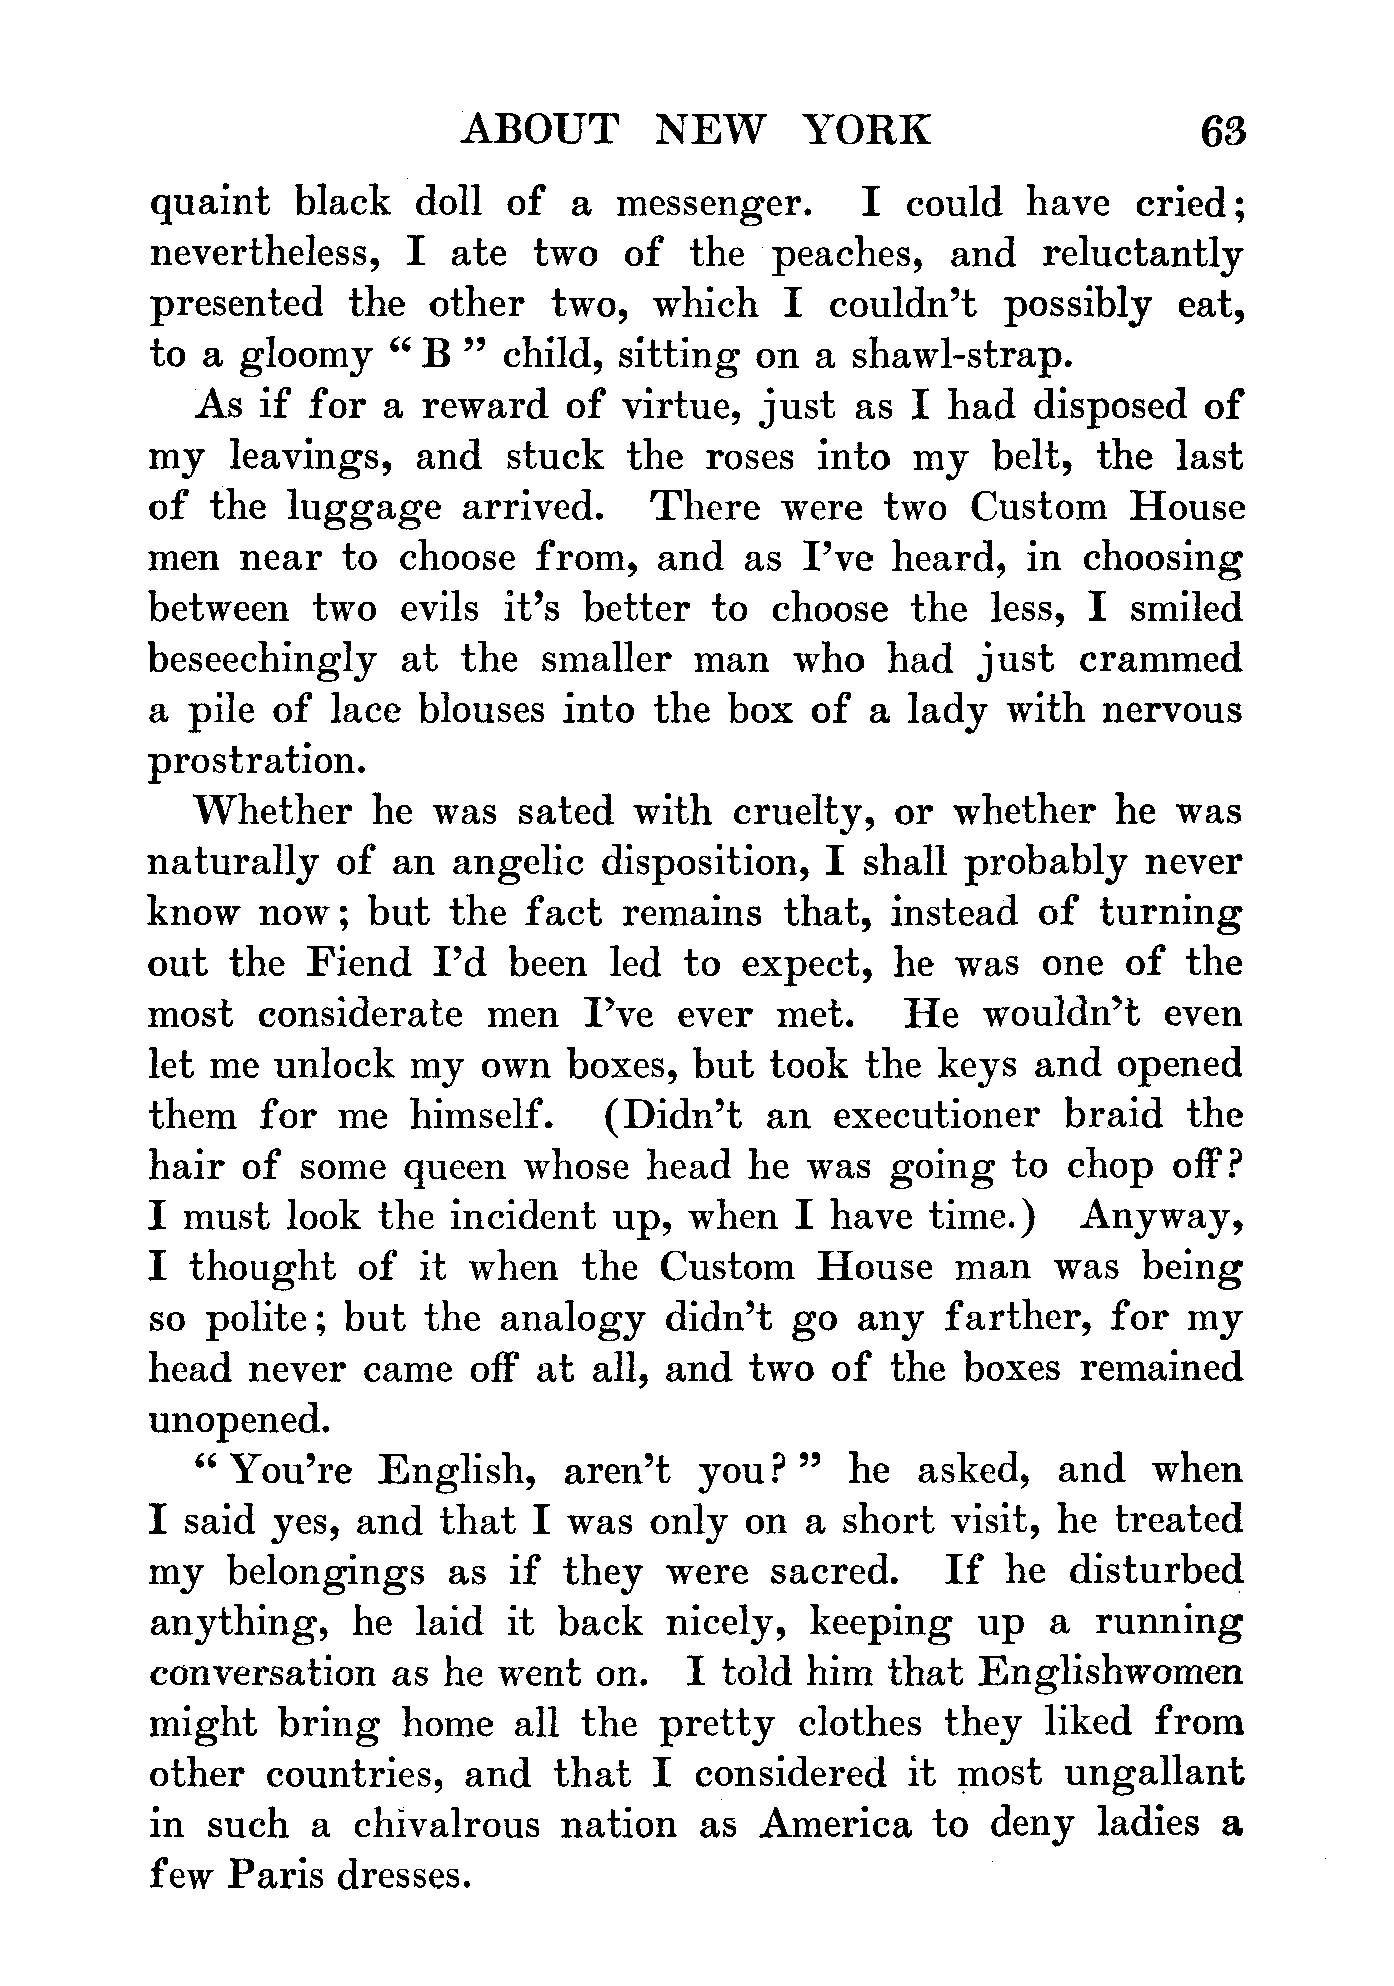 ABOUT NEW YORK 63
quaint black doll of a messenger. I could have cried;
nevertheless, I ate two of the peaches, and reluctantly
presented the other two, which I couldn't possibly eat,
to a gloomy “ B ” child, sitting on a shawl-strap.
As if for a reward of virtue, just as I had disposed of
my leavings, and stuck the roses into my belt, the last
of the luggage arrived. There were two Custom House
men near to choose from, and as I've heard, in choosing
between two evils it's better to choose the less, I smiled
beseechingly at the smaller man who had just crammed
a pile of lace blouses into the box of a lady with nervous
prostration.
Whether he was sated with cruelty, or whether he was
naturally of an angelic disposition, I shall probably never
know now; but the fact remains that, instead of turning
out the Fiend I'd been led to expect, he was one of the
most considerate men I've ever met. He wouldn't even
let me unlock my own boxes, but took the keys and opened
them for me himself. (Didn't an executioner braid the
hair of some queen whose head he was going to chop off?
I must look the incident up, when I have time.) Anyway,
I thought of it when the Custom House man was being
so polite; but the analogy didn't go any farther, for my
head never came off at all, and two of the boxes remained
unopened.
“ You're English, aren't you? ” he asked, and when
I said yes, and that I was only on a short visit, he treated
my belongings as if they were sacred. If he disturbed
anything, he laid it back nicely, keeping up a running
conversation as he went on. I told him that Englishwomen
might bring home all the pretty clothes they liked from
other countries, and that I considered it most ungallant
in such a chivalrous nation as America to deny ladies a
few Paris dresses.